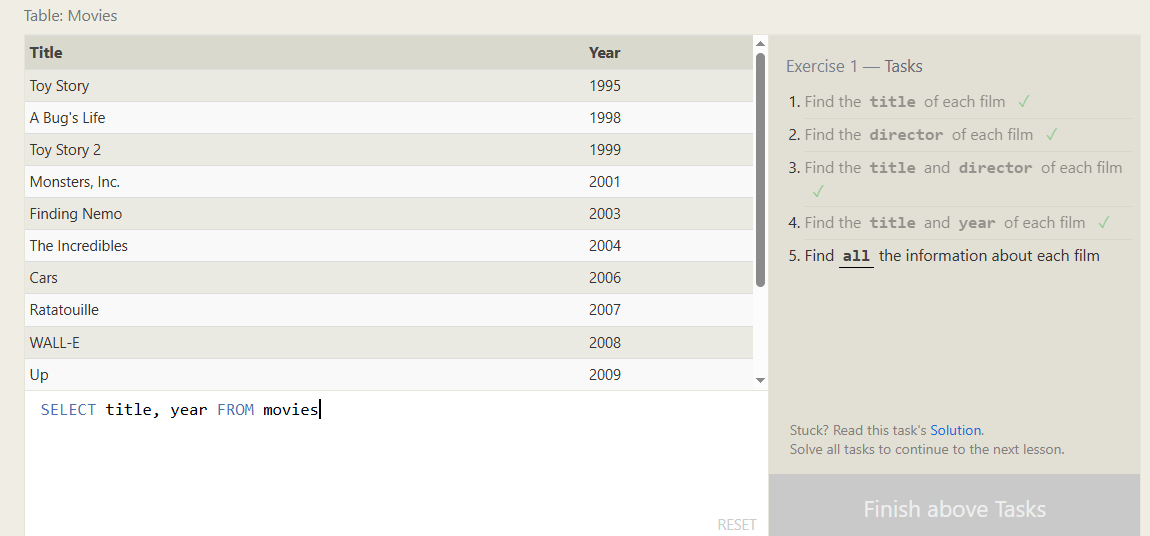 Table: Movies
Title Year
Toy Story 1995
A Bug's Life 1998
Toy Story 2 1999
Monsters, Inc. 2001
Finding Nemo 2003
The Incredibles 2004
Cars 2006
Ratatouille 2007
WALL-E 2008
Up 2009
SELECT title, year FROM movies
RESET
Exercise 1 — Tasks
1. Find the title of each film ✓
2. Find the director of each film ✓
3. Find the title and director of each film
✓
4. Find the title and year of each film ✓
5. Find all the information about each film
Stuck? Read this task's Solution.
Solve all tasks to continue to the next lesson.
Finish above Tasks